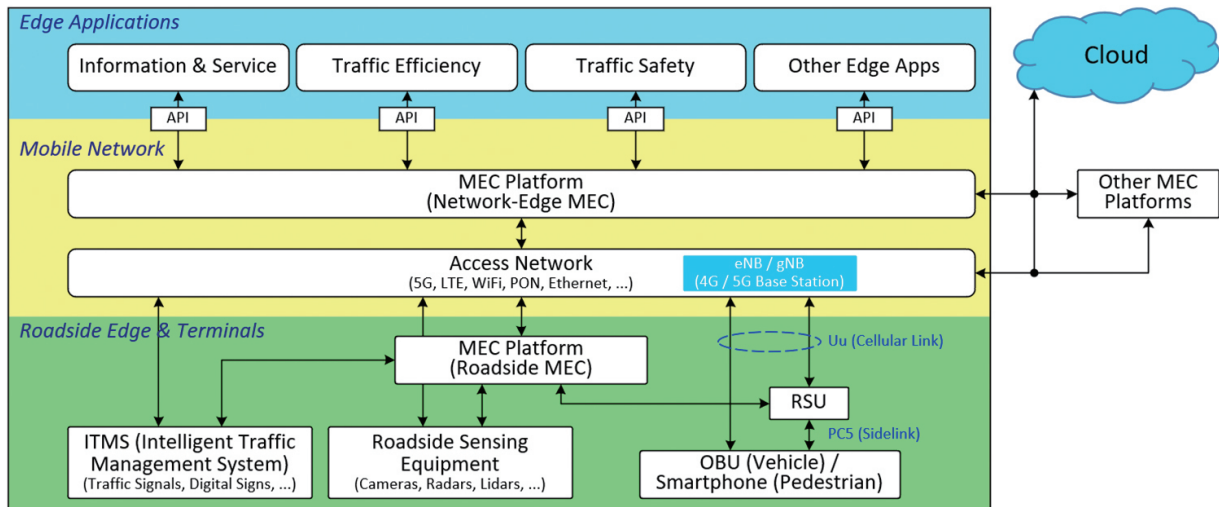 Edge Applications
Information & Service
Traffic Efficiency
Traffic Safety
Other Edge Apps
Cloud
API
API
API
API
Mobile Network
MEC Platform
(Network-Edge MEC)
Other MEC
Platforms
Access Network
(5G, LTE, WiFi, PON, Ethernet, ...)
eNB / gNB
(4G / 5G Base Station)
Roadside Edge & Terminals
MEC Platform
(Roadside MEC)
Uu (Cellular Link)
RSU
PC5 (Sidelink)
ITMS (Intelligent Traffic
Management System)
(Traffic Signals, Digital Signs, ...)
Roadside Sensing
Equipment
(Cameras, Radars, Lidars, ...)
OBU (Vehicle) /
Smartphone (Pedestrian)